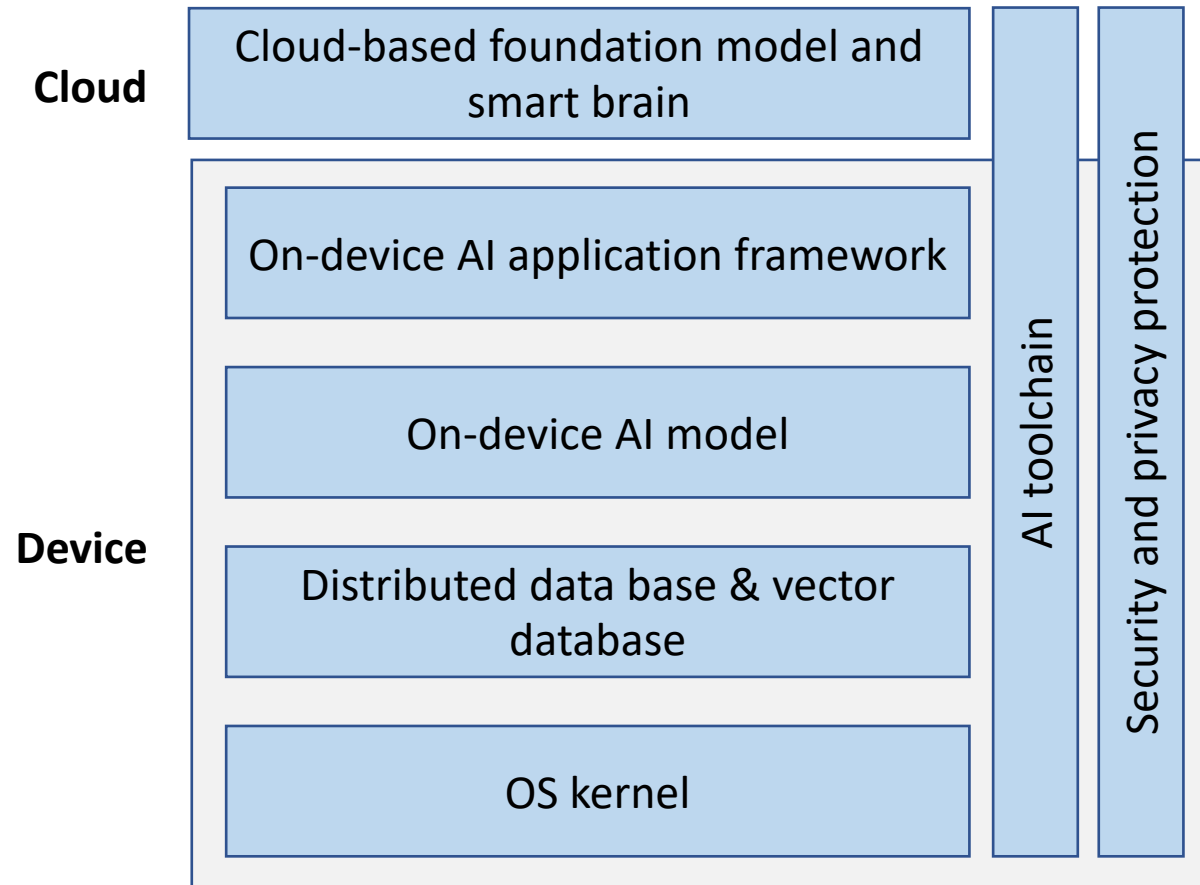 Cloud
Cloud-based foundation model and
smart brain
Device
On-device AI application framework
On-device AI model
Distributed data base & vector
database
OS kernel
AI toolchain
Security and privacy protection